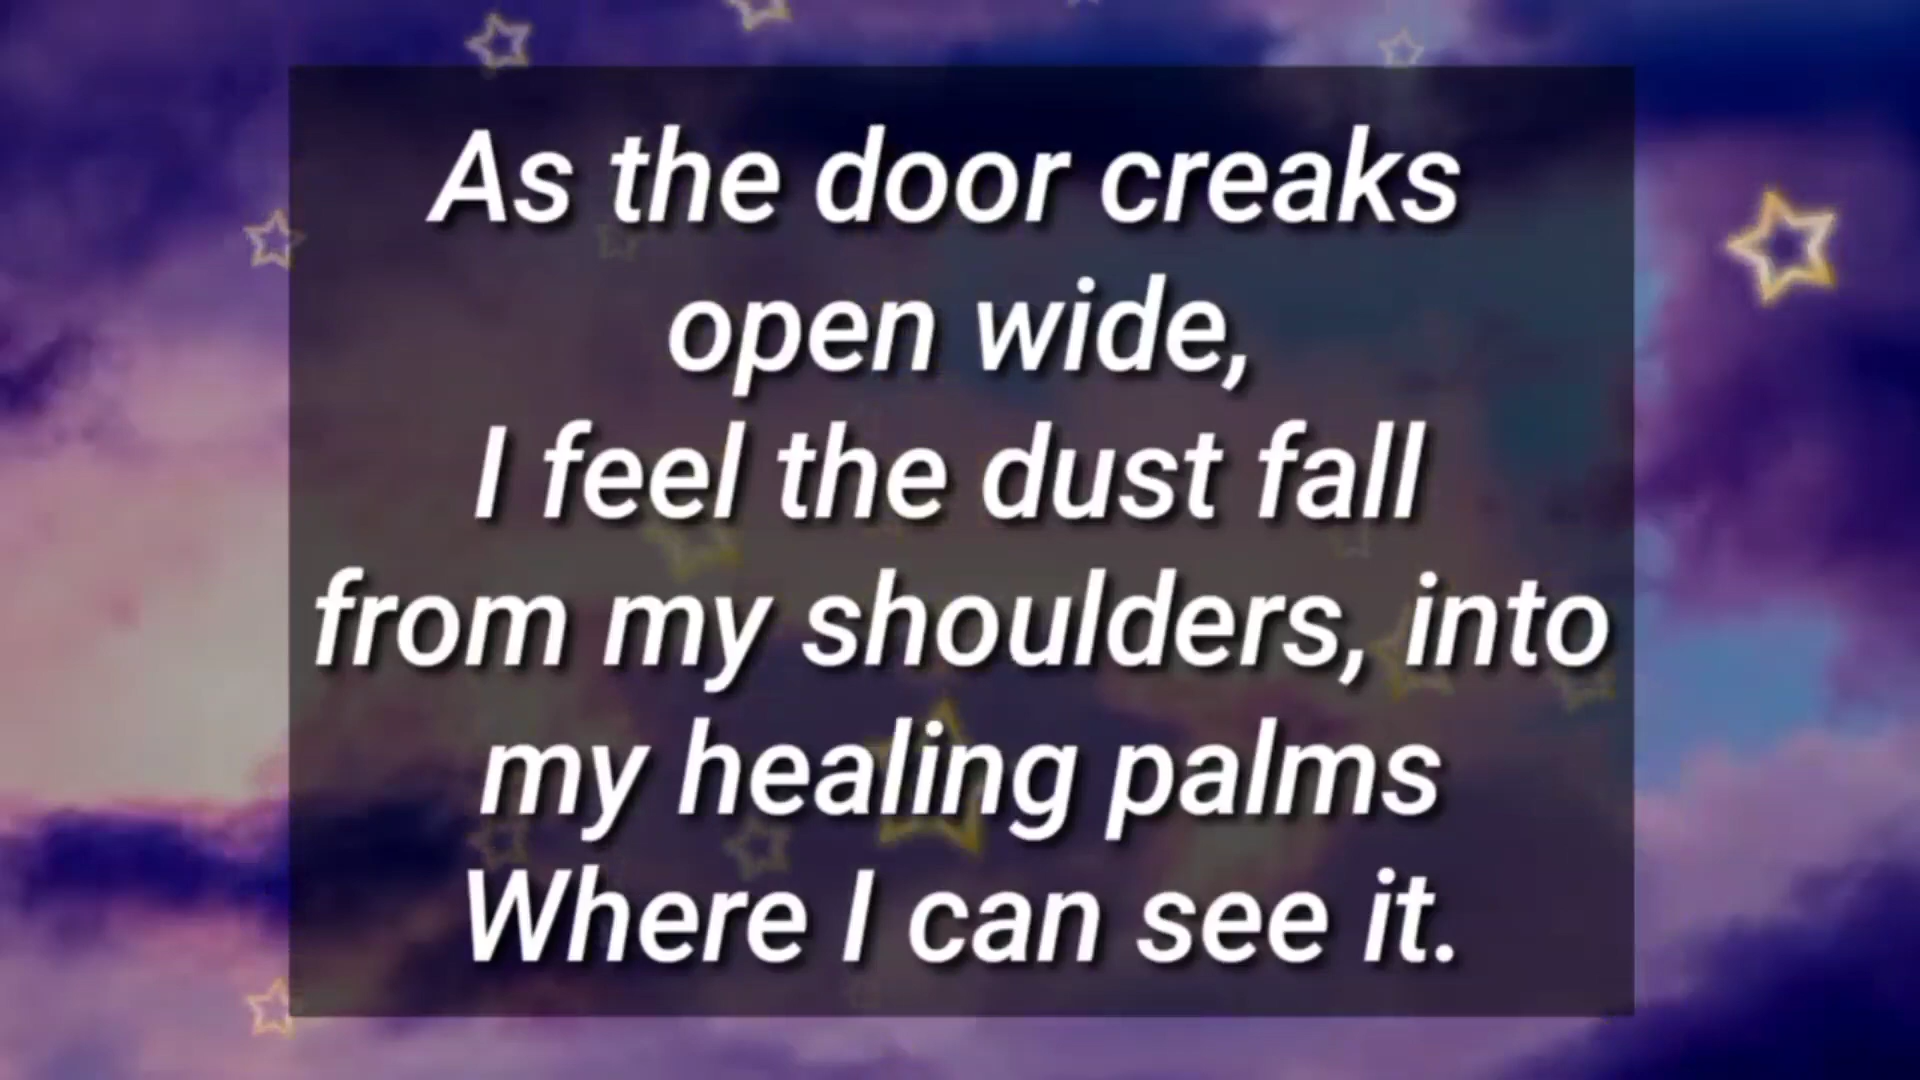 As the door creaks
open wide,
I feel the dust fall
from my shoulders, into
my healing palms
Where I can see it.